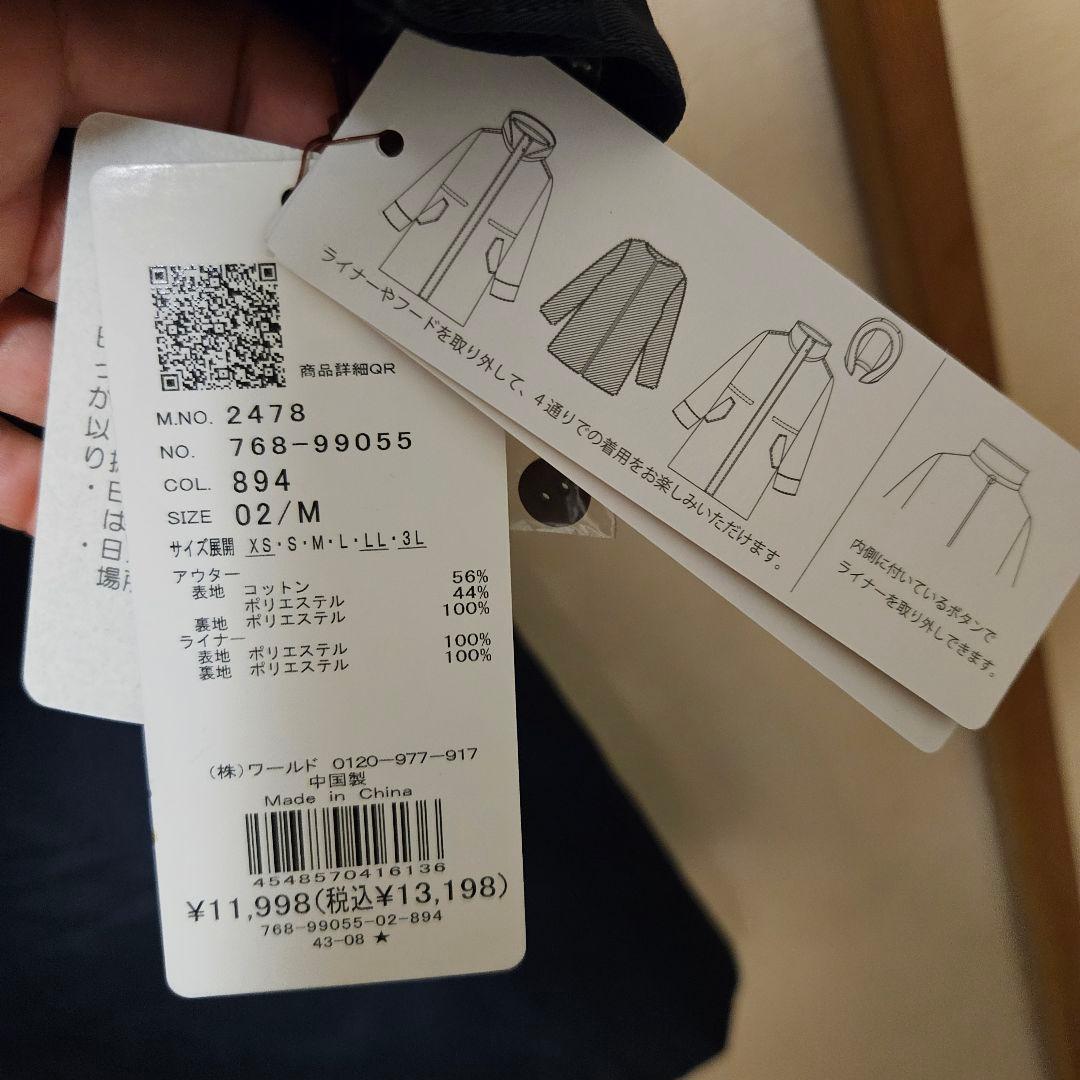 商品詳細QR
M.NO. 2478
NO. 768-99055
COL. 894
SIZE 02/M
サイズ展開 XS・S・M・L・LL・3L
アウター
表地 コットン 56%
ポリエステル 44%
裏地 ポリエステル 100%
ライナー
表地 ポリエステル 100%
裏地 ポリエステル 100%
(株)ワールド 0120-977-917
中国製
Made in China
4548570416136
¥11,998(税込¥13,198)
768-99055-02-894
43-08 ★
ライナーやフードを取り外して、4通りでの着用をお楽しみいただけます。
内側に付いているボタンで
ライナーを取り外しできます。